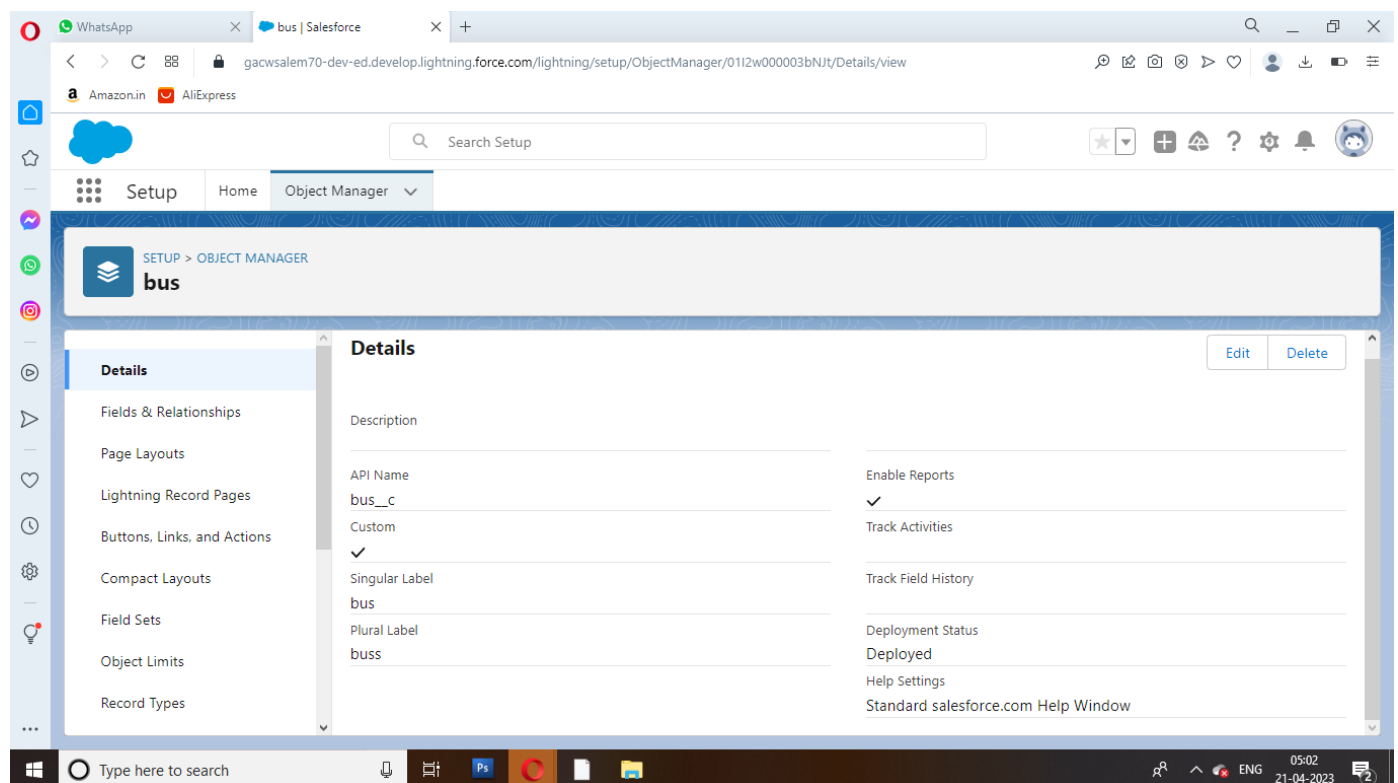 WhatsApp
bus | Salesforce
gacwsalem70-dev-ed.develop.lightning.force.com/lightning/setup/ObjectManager/01I2w000003bNJt/Details/view
a Amazon.in AliExpress
Search Setup
Setup Home Object Manager
SETUP > OBJECT MANAGER
bus
Details
Fields & Relationships
Page Layouts
Lightning Record Pages
Buttons, Links, and Actions
Compact Layouts
Field Sets
Object Limits
Record Types
Details
Edit Delete
Description
API Name
bus__c
Custom
Singular Label
bus
Plural Label
buss
Enable Reports
Track Activities
Track Field History
Deployment Status
Deployed
Help Settings
Standard salesforce.com Help Window
Type here to search
Ps
ENG
05:02
21-04-2023
2